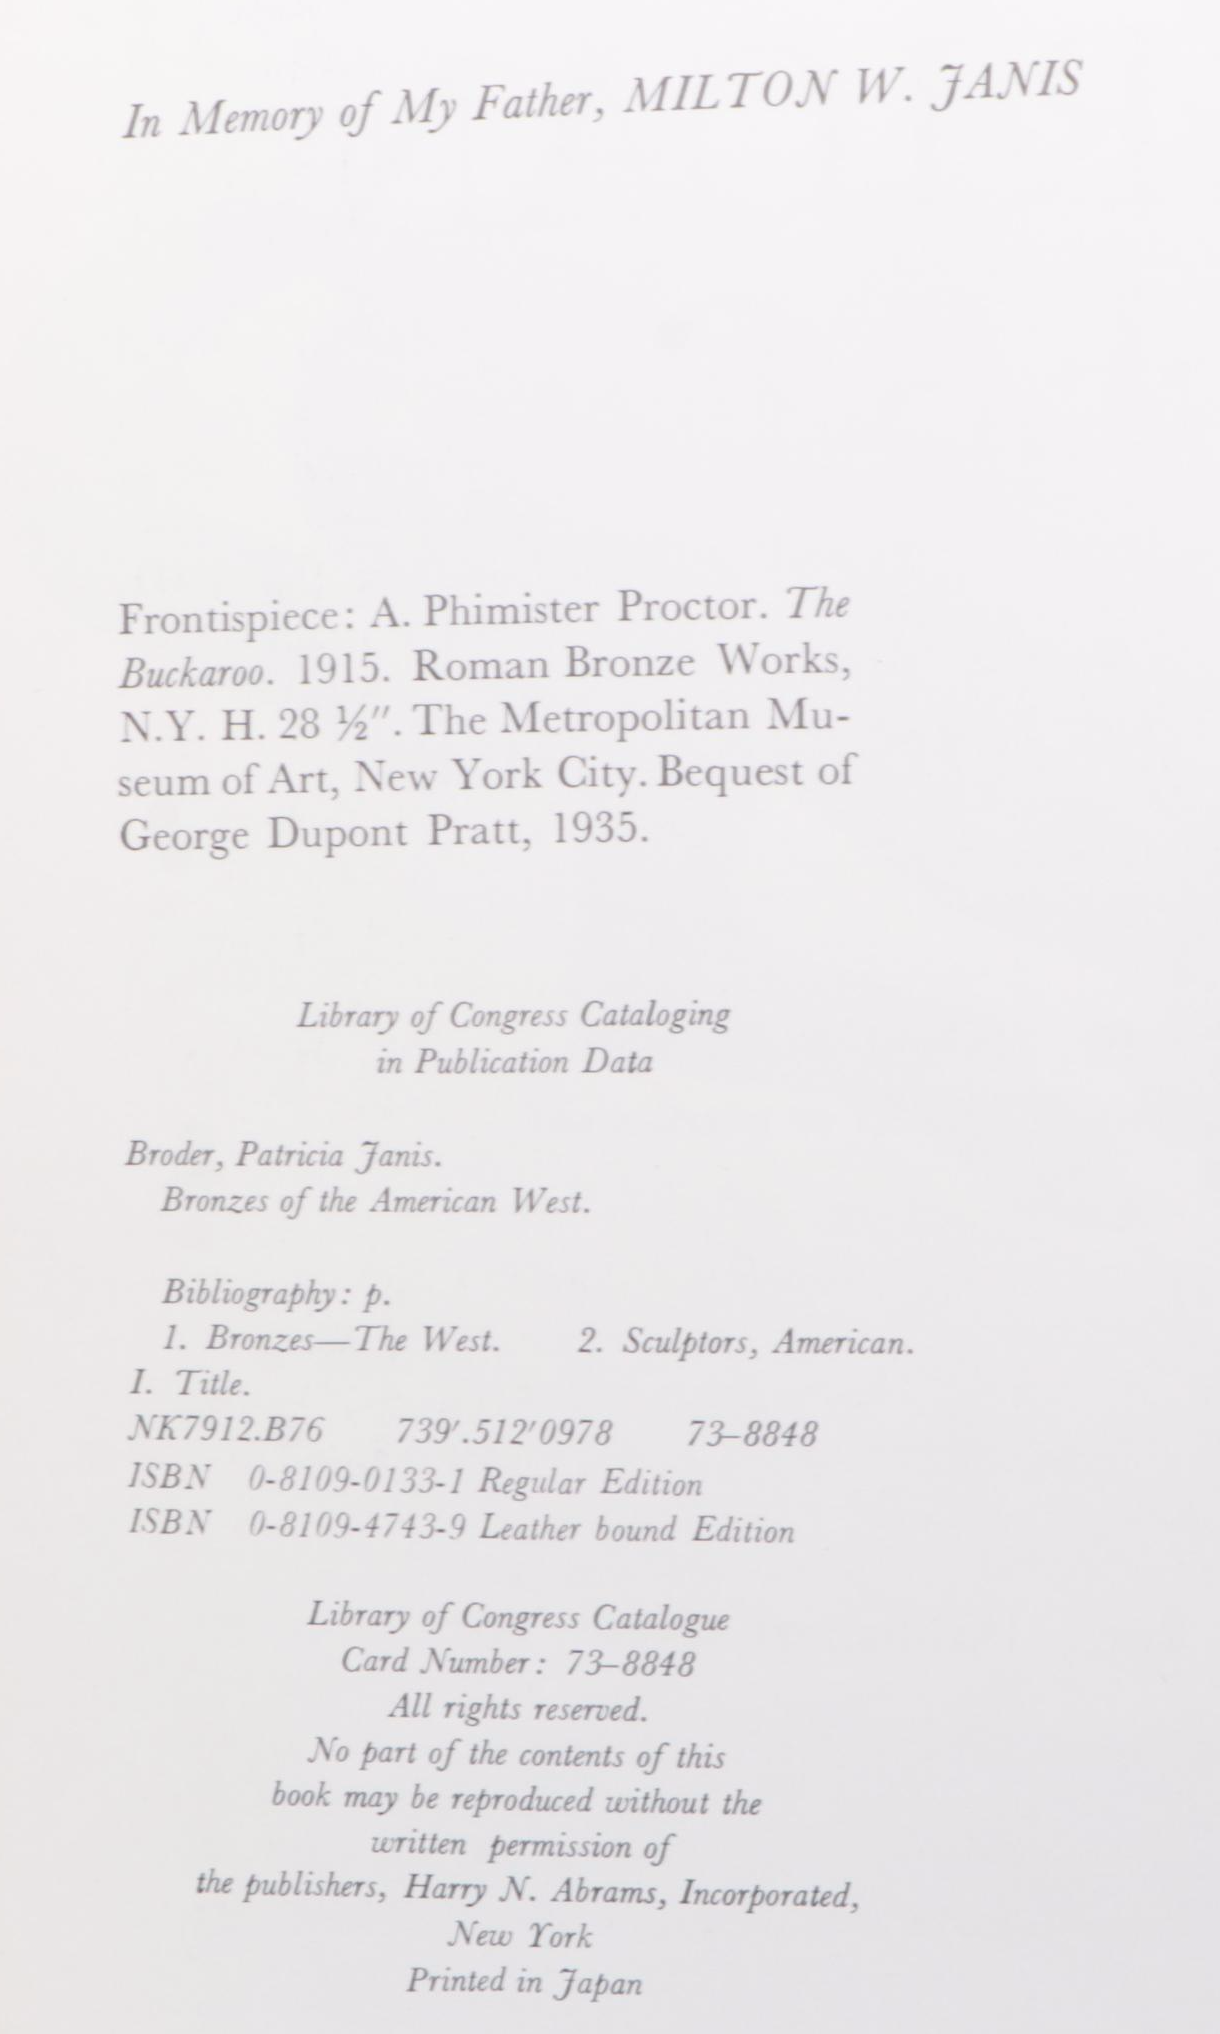 In Memory of My Father, MILTON W. JANIS
Frontispiece: A. Phimister Proctor. The
Buckaroo. 1915. Roman Bronze Works,
N.Y. H. 28 ½″. The Metropolitan Mu-
seum of Art, New York City. Bequest of
George Dupont Pratt, 1935.
Library of Congress Cataloging
in Publication Data
Broder, Patricia Janis.
Bronzes of the American West.
Bibliography: p.
1. Bronzes—The West. 2. Sculptors, American.
I. Title.
NK7912.B76 739′.512′0978 73–8848
ISBN 0-8109-0133-1 Regular Edition
ISBN 0-8109-4743-9 Leather bound Edition
Library of Congress Catalogue
Card Number: 73–8848
All rights reserved.
No part of the contents of this
book may be reproduced without the
written permission of
the publishers, Harry N. Abrams, Incorporated,
New York
Printed in Japan